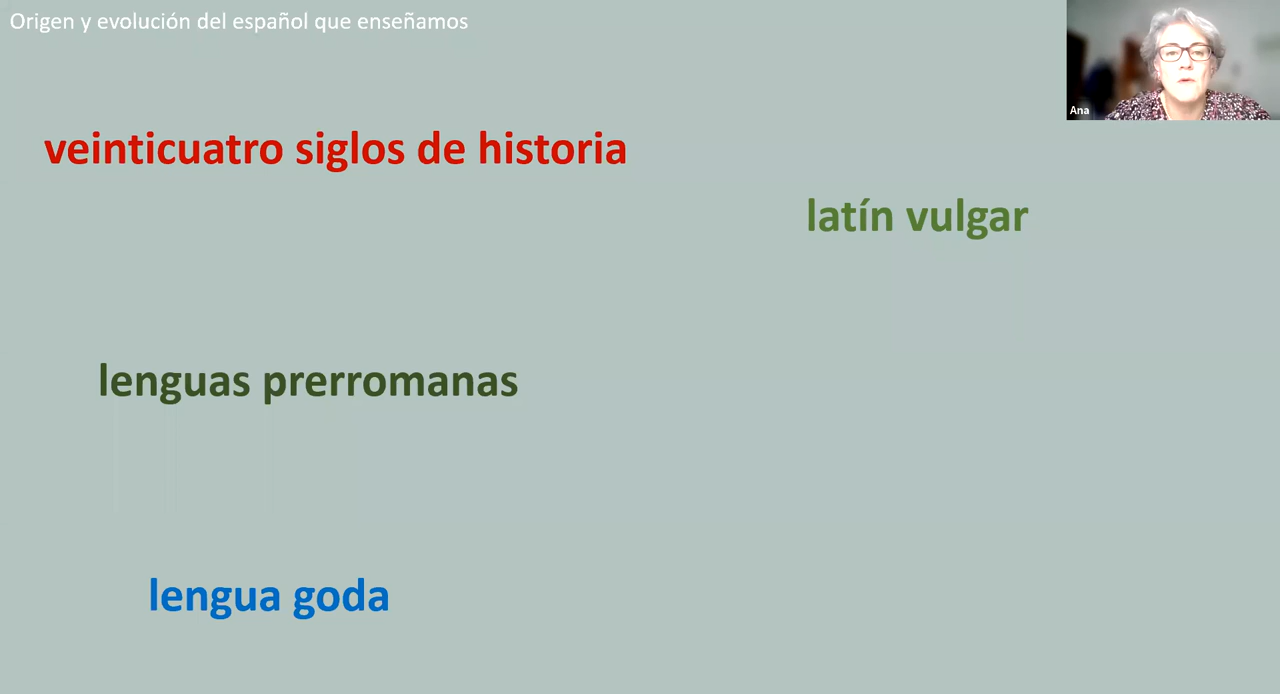 Origen y evolución del español que enseñamos
Ana
veinticuatro siglos de historia
latín vulgar
lenguas prerromanas
lengua goda